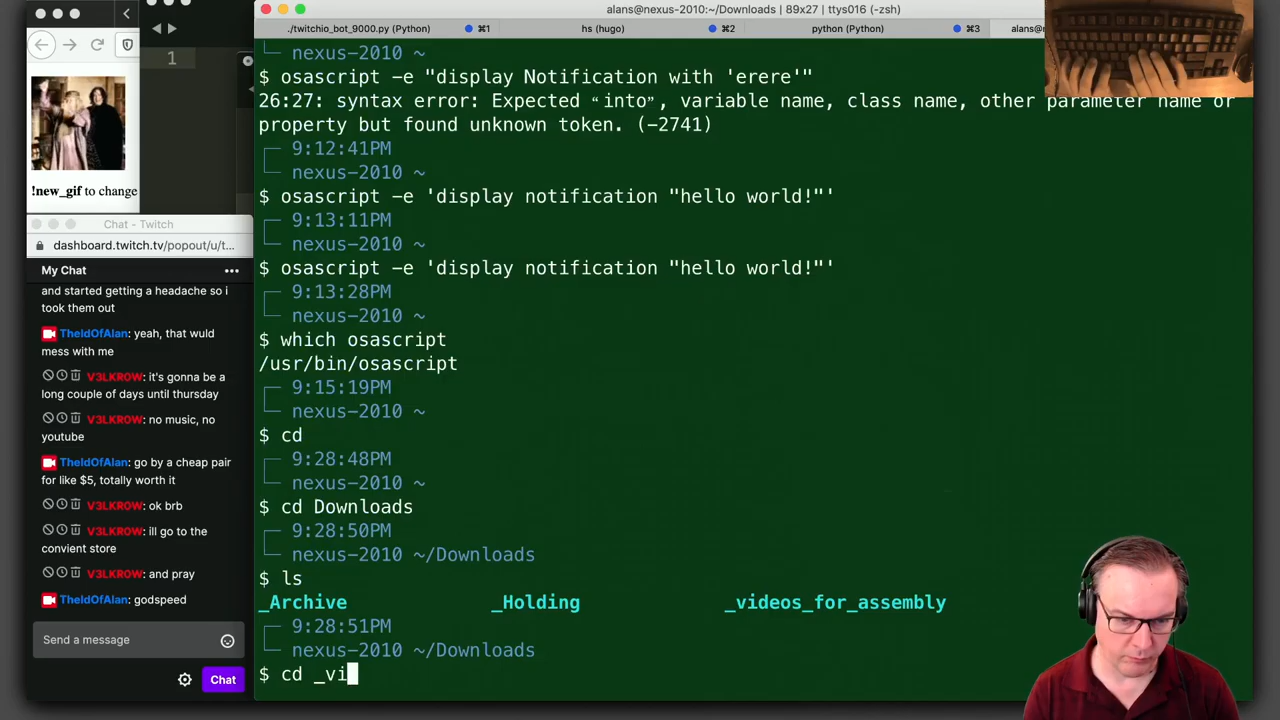 alans@nexus-2010:~/Downloads | 89x27 | ttys016 (-zsh)
./twitchio_bot_9000.py (Python) ⌘1 hs (hugo) ⌘2 python (Python) ⌘3 alans@nexus-
1
!new_gif to change
Chat - Twitch
dashboard.twitch.tv/popout/u/t...
My Chat
and started getting a headache so i
took them out
TheIdOfAlan: yeah, that wuld
mess with me
V3LKR0W: it's gonna be a
long couple of days until thursday
V3LKR0W: no music, no
youtube
TheIdOfAlan: go by a cheap pair
for like $5, totally worth it
V3LKR0W: ok brb
V3LKR0W: ill go to the
convient store
V3LKR0W: and pray
TheIdOfAlan: godspeed
Send a message
Chat
nexus-2010 ~
$ osascript -e "display Notification with 'erere'"
26:27: syntax error: Expected “into”, variable name, class name, other parameter name or
property but found unknown token. (-2741)
9:12:41PM
nexus-2010 ~
$ osascript -e 'display notification "hello world!"'
9:13:11PM
nexus-2010 ~
$ osascript -e 'display notification "hello world!"'
9:13:28PM
nexus-2010 ~
$ which osascript
/usr/bin/osascript
9:15:19PM
nexus-2010 ~
$ cd
9:28:48PM
nexus-2010 ~
$ cd Downloads
9:28:50PM
nexus-2010 ~/Downloads
$ ls
_Archive _Holding _videos_for_assembly
9:28:51PM
nexus-2010 ~/Downloads
$ cd _vi